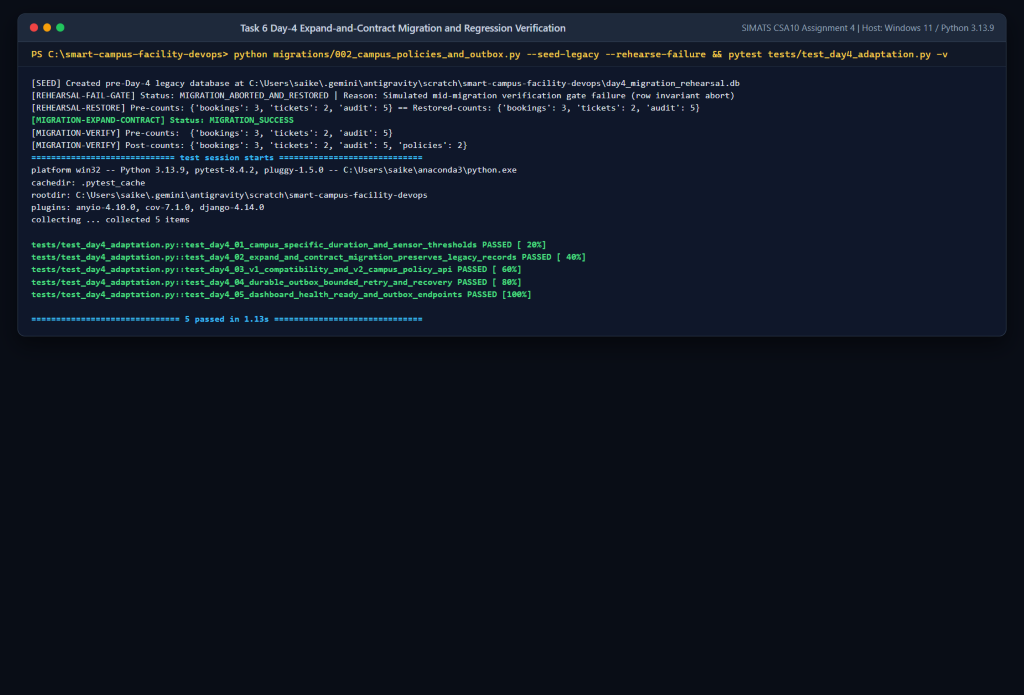 Task 6 Day-4 Expand-and-Contract Migration and Regression Verification
SIMATS CSA10 Assignment 4 | Host: Windows 11 / Python 3.13.9
PS C:\smart-campus-facility-devops> python migrations/002_campus_policies_and_outbox.py --seed-legacy --rehearse-failure && pytest tests/test_day4_adaptation.py -v
[SEED] Created pre-Day-4 legacy database at C:\Users\saike\.gemini\antigravity\scratch\smart-campus-facility-devops\day4_migration_rehearsal.db
[REHEARSAL-FAIL-GATE] Status: MIGRATION_ABORTED_AND_RESTORED | Reason: Simulated mid-migration verification gate failure (row invariant abort)
[REHEARSAL-RESTORE] Pre-counts: {'bookings': 3, 'tickets': 2, 'audit': 5} == Restored-counts: {'bookings': 3, 'tickets': 2, 'audit': 5}
[MIGRATION-EXPAND-CONTRACT] Status: MIGRATION_SUCCESS
[MIGRATION-VERIFY] Pre-counts:  {'bookings': 3, 'tickets': 2, 'audit': 5}
[MIGRATION-VERIFY] Post-counts: {'bookings': 3, 'tickets': 2, 'audit': 5, 'policies': 2}
============================= test session starts =============================
platform win32 -- Python 3.13.9, pytest-8.4.2, pluggy-1.5.0 -- C:\Users\saike\anaconda3\python.exe
cachedir: .pytest_cache
rootdir: C:\Users\saike\.gemini\antigravity\scratch\smart-campus-facility-devops
plugins: anyio-4.10.0, cov-7.1.0, django-4.14.0
collecting ... collected 5 items
tests/test_day4_adaptation.py::test_day4_01_campus_specific_duration_and_sensor_thresholds PASSED [ 20%]
tests/test_day4_adaptation.py::test_day4_02_expand_and_contract_migration_preserves_legacy_records PASSED [ 40%]
tests/test_day4_adaptation.py::test_day4_03_v1_compatibility_and_v2_campus_policy_api PASSED [ 60%]
tests/test_day4_adaptation.py::test_day4_04_durable_outbox_bounded_retry_and_recovery PASSED [ 80%]
tests/test_day4_adaptation.py::test_day4_05_dashboard_health_ready_and_outbox_endpoints PASSED [100%]
============================== 5 passed in 1.13s ==============================